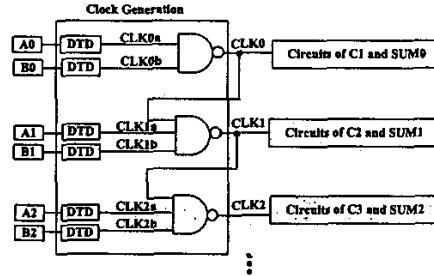 Clock Generation
A0 DTD CLK0a CLK0 Circuits of C1 and SUM0
B0 DTD CLK0b
A1 DTD CLK1a CLK1 Circuits of C2 and SUM1
B1 DTD CLK1b
A2 DTD CLK2a CLK2 Circuits of C3 and SUM2
B2 DTD CLK2b